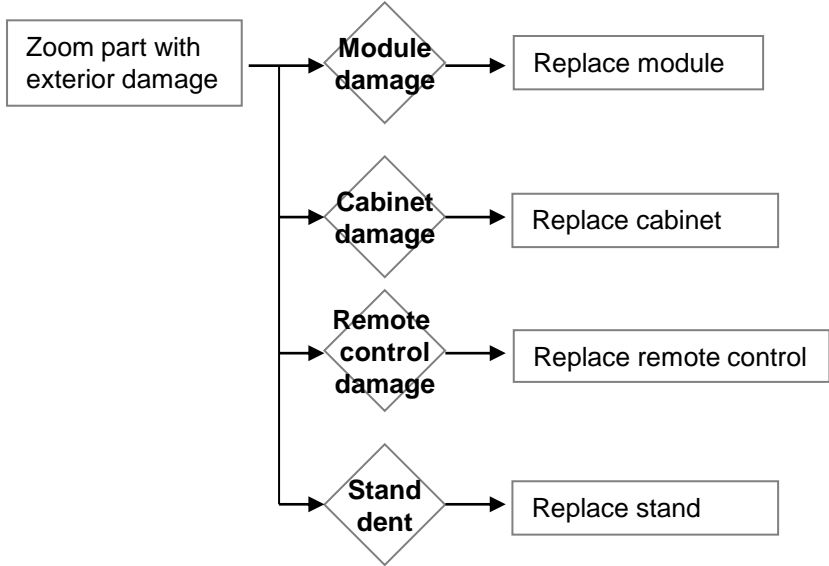 Zoom part with
exterior damage
Module
damage
Replace module
Cabinet
damage
Replace cabinet
Remote
control
damage
Replace remote control
Stand
dent
Replace stand